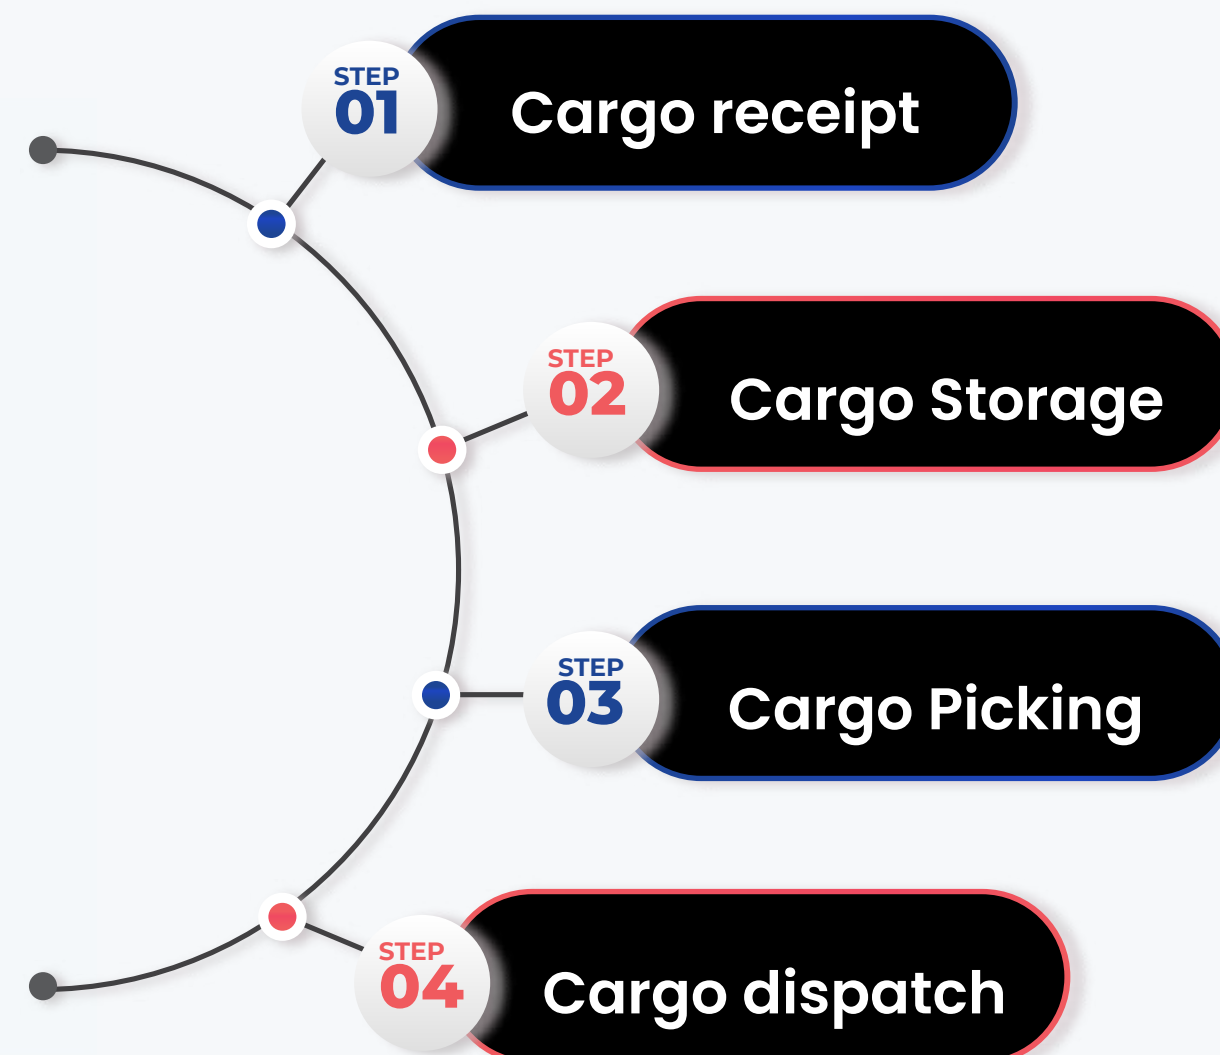 STEP
01
Cargo receipt
STEP
02
Cargo Storage
STEP
03
Cargo Picking
STEP
04
Cargo dispatch